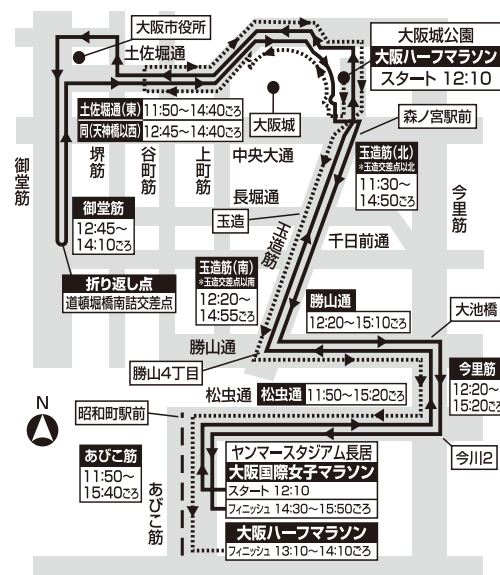 大阪市役所
土佐堀通
大阪城公園
大阪ハーフマラソン
スタート 12:10
土佐堀通(東) 11:50〜14:40ごろ
同(天神橋以西) 12:45〜14:40ごろ
大阪城
森ノ宮駅前
御堂筋
堺筋
谷町筋
上町筋
中央大通
玉造筋(北)
*玉造交差点以北
11:30〜
14:50ごろ
長堀通
今里筋
御堂筋
12:45〜
14:10ごろ
玉造
玉造筋
千日前通
折り返し点
道頓堀橋南詰交差点
玉造筋(南)
*玉造交差点以南
12:20〜
14:55ごろ
勝山通
12:20〜15:10ごろ
大池橋
勝山通
勝山4丁目
今里筋
12:20〜
15:20ごろ
松虫通
松虫通 11:50〜15:20ごろ
N
昭和町駅前
今川2
あびこ筋
11:50〜
15:40ごろ
あびこ筋
ヤンマースタジアム長居
大阪国際女子マラソン
スタート 12:10
フィニッシュ 14:30〜15:50ごろ
大阪ハーフマラソン
フィニッシュ 13:10〜14:10ごろ